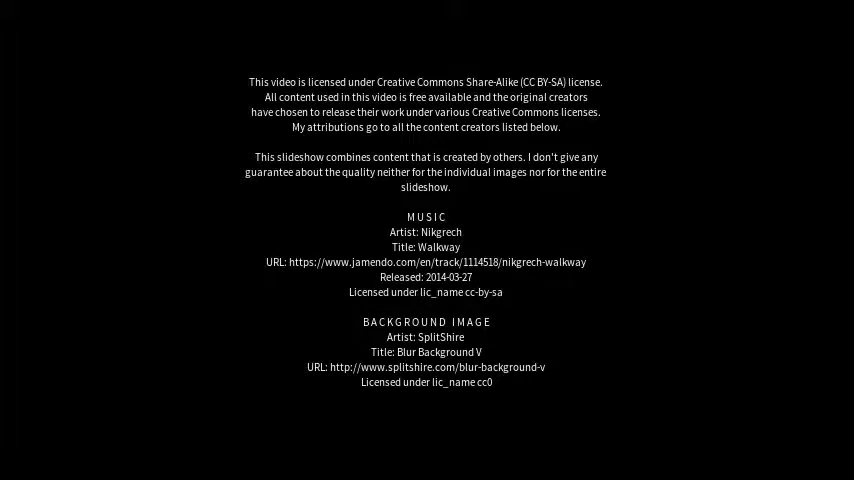 This video is licensed under Creative Commons Share-Alike (CC BY-SA) license.
All content used in this video is free available and the original creators
have chosen to release their work under various Creative Commons licenses.
My attributions go to all the content creators listed below.
This slideshow combines content that is created by others. I don't give any
guarantee about the quality neither for the individual images nor for the entire
slideshow.
M U S I C
Artist: Nikgrech
Title: Walkway
URL: https://www.jamendo.com/en/track/1114518/nikgrech-walkway
Released: 2014-03-27
Licensed under lic_name cc-by-sa
B A C K G R O U N D   I M A G E
Artist: SplitShire
Title: Blur Background V
URL: http://www.splitshire.com/blur-background-v
Licensed under lic_name cc0